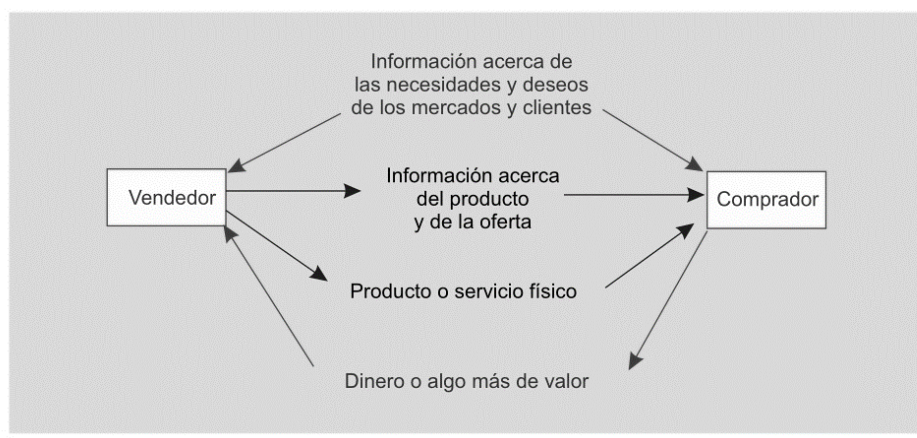 Información acerca de
las necesidades y deseos
de los mercados y clientes
Vendedor
Información acerca
del producto
y de la oferta
Comprador
Producto o servicio físico
Dinero o algo más de valor